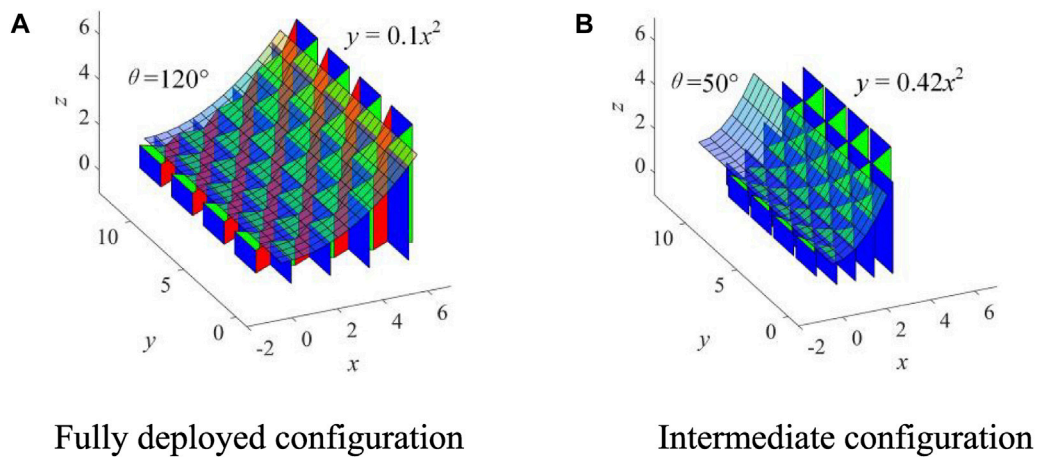 A
6
4
2
0
z
θ=120°
y = 0.1x²
10
5
0
y
-2
0
2
4
6
x
Fully deployed configuration
B
6
4
2
0
z
θ=50°
y = 0.42x²
10
5
0
y
-2
0
2
4
6
x
Intermediate configuration